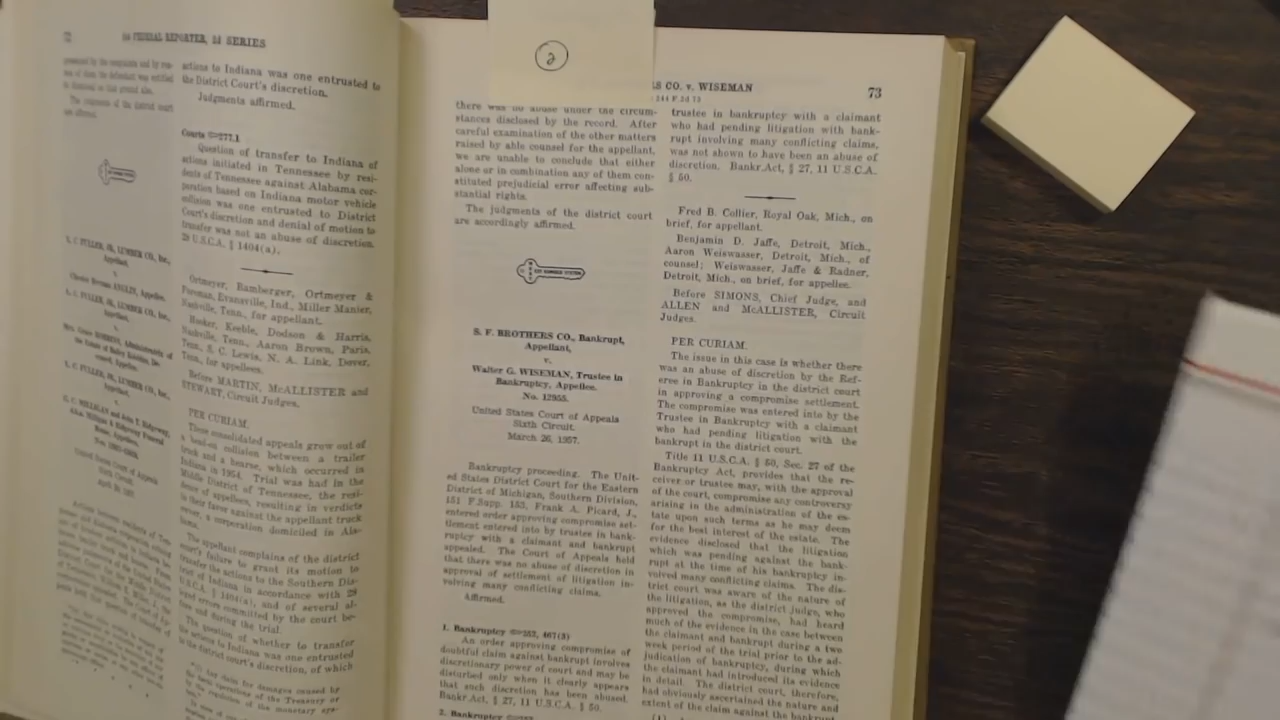 FEDERAL REPORTER, 2d SERIES
actions to Indiana was one entrusted to
the District Court's discretion.
Judgments affirmed.
Courts 277.1
Question of transfer to Indiana of
actions initiated in Tennessee by resi-
dents of Tennessee against Alabama cor-
poration based on Indiana motor vehicle
collision was one entrusted to District
Court's discretion and denial of motion to
transfer was not an abuse of discretion.
28 U.S.C.A. § 1404(a).
Ortmeyer, Bamberger, Ortmeyer &
Foreman, Evansville, Ind., Miller Manier,
Nashville, Tenn., for appellant.
Hooker, Keeble, Dodson & Harris,
Nashville, Tenn., Aaron Brown, Paris,
Tenn., S. C. Lewis, N. A. Link, Dover,
Tenn., for appellees.
Before MARTIN, McALLISTER and
STEWART, Circuit Judges.
PER CURIAM.
These consolidated appeals grow out of
a head-on collision between a trailer
truck and a hearse, which occurred in
Indiana in 1954. Trial was had in the
Middle District of Tennessee, the resi-
dence of appellees, resulting in verdicts
in their favor against the appellant truck
owner, a corporation domiciled in Ala-
bama.
The appellant complains of the district
court's failure to grant its motion to
transfer the actions to the Southern Dis-
trict of Indiana in accordance with 28
U.S.C.A. § 1404(a), and of several al-
leged errors committed by the court be-
fore and during the trial.
The question of whether to transfer
the actions to Indiana was one entrusted
to the district court's discretion, of which
2
S CO. v. WISEMAN
73
244 F.2d 73
there was no abuse under the circum-
stances disclosed by the record. After
careful examination of the other matters
raised by able counsel for the appellant,
we are unable to conclude that either
alone or in combination any of them con-
stituted prejudicial error affecting sub-
stantial rights.
The judgments of the district court
are accordingly affirmed.
KEY NUMBER SYSTEM
S. F. BROTHERS CO., Bankrupt,
Appellant,
v.
Walter G. WISEMAN, Trustee in
Bankruptcy, Appellee.
No. 12955.
United States Court of Appeals
Sixth Circuit.
March 26, 1957.
Bankruptcy proceeding. The Unit-
ed States District Court for the Eastern
District of Michigan, Southern Division,
151 F.Supp. 153, Frank A. Picard, J.,
entered order approving compromise set-
tlement entered into by trustee in bank-
ruptcy with a claimant and bankrupt
appealed. The Court of Appeals held
that there was no abuse of discretion in
approval of settlement of litigation in-
volving many conflicting claims.
Affirmed.
1. Bankruptcy 252, 467(3)
An order approving compromise of
doubtful claim against bankrupt involves
discretionary power of court and may be
disturbed only when it clearly appears
that such discretion has been abused.
Bankr.Act, § 27, 11 U.S.C.A. § 50.
2. Bankruptcy
trustee in bankruptcy with a claimant
who had pending litigation with bank-
rupt involving many conflicting claims,
was not shown to have been an abuse of
discretion. Bankr.Act, § 27, 11 U.S.C.A.
§ 50.
Fred B. Collier, Royal Oak, Mich., on
brief, for appellant.
Benjamin D. Jaffe, Detroit, Mich.,
Aaron Weiswasser, Detroit, Mich., of
counsel; Weiswasser, Jaffe & Radner,
Detroit, Mich., on brief, for appellee.
Before SIMONS, Chief Judge, and
ALLEN and McALLISTER, Circuit
Judges.
PER CURIAM.
The issue in this case is whether there
was an abuse of discretion by the Ref-
eree in Bankruptcy in the district court
in approving a compromise settlement.
The compromise was entered into by the
Trustee in Bankruptcy with a claimant
who had pending litigation with the
bankrupt in the district court.
Title 11 U.S.C.A. § 50, Sec. 27 of the
Bankruptcy Act, provides that the re-
ceiver or trustee may, with the approval
of the court, compromise any controversy
arising in the administration of the es-
tate upon such terms as he may deem
for the best interest of the estate. The
evidence disclosed that the litigation
which was pending against the bank-
rupt at the time of his bankruptcy in-
volved many conflicting claims. The dis-
trict court was aware of the nature of
the litigation, as the district judge, who
approved the compromise, had heard
much of the evidence in the case between
the claimant and bankrupt during a two
week period of the trial prior to the ad-
judication of bankruptcy, during which
the claimant had introduced its evidence
in detail. The district court, therefore,
had obviously ascertained the nature and
extent of the claim against the bankrupt